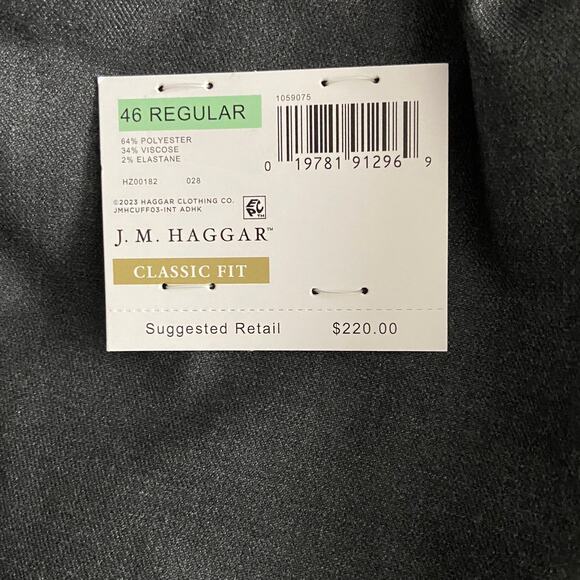 46 REGULAR
64% POLYESTER
34% VISCOSE
2% ELASTANE
HZ00182 028
©2023 HAGGAR CLOTHING CO.
JMHCUFF03-INT ADHK
J. M. HAGGAR™
CLASSIC FIT
1059075
0 19781 91296 9
Suggested Retail $220.00